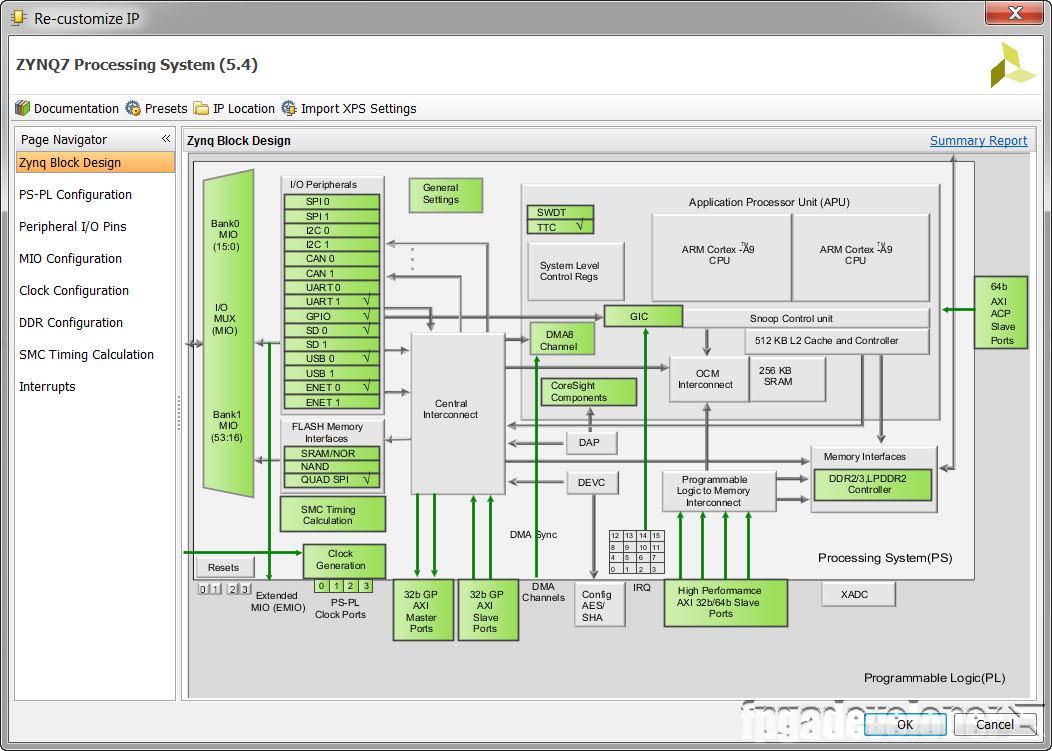 Re-customize IP
ZYNQ7 Processing System (5.4)
Documentation Presets IP Location Import XPS Settings
Page Navigator «
Zynq Block Design
PS-PL Configuration
Peripheral I/O Pins
MIO Configuration
Clock Configuration
DDR Configuration
SMC Timing Calculation
Interrupts
Zynq Block Design
Summary Report
Bank0
MIO
(15:0)
I/O
MUX
(MIO)
Bank1
MIO
(53:16)
I/O Peripherals
SPI 0
SPI 1
I2C 0
I2C 1
CAN 0
CAN 1
UART 0
UART 1 √
GPIO √
SD 0 √
SD 1
USB 0 √
USB 1
ENET 0 √
ENET 1
FLASH Memory
Interfaces
SRAM/NOR
NAND
QUAD SPI √
SMC Timing
Calculation
Clock
Generation
Resets
0 1 2 3
Extended
MIO (EMIO)
0 1 2 3
PS-PL
Clock Ports
General
Settings
Central
Interconnect
32b GP
AXI
Master
Ports
32b GP
AXI
Slave
Ports
Application Processor Unit (APU)
SWDT
TTC √
System Level
Control Regs
ARM Cortex -A9
TM
CPU
ARM Cortex -A9
TM
CPU
GIC
Snoop Control unit
DMA8
Channel
512 KB L2 Cache and Controller
OCM
Interconnect
256 KB
SRAM
CoreSight
Components
DAP
DEVC
DMA Sync
DMA
Channels
Config
AES/
SHA
12 13 14 15
8 9 10 11
4 5 6 7
0 1 2 3
IRQ
Programmable
Logic to Memory
Interconnect
Memory Interfaces
DDR2/3,LPDDR2
Controller
High Performamce
AXI 32b/64b Slave
Ports
64b
AXI
ACP
Slave
Ports
Processing System(PS)
XADC
Programmable Logic(PL)
OK
Cancel